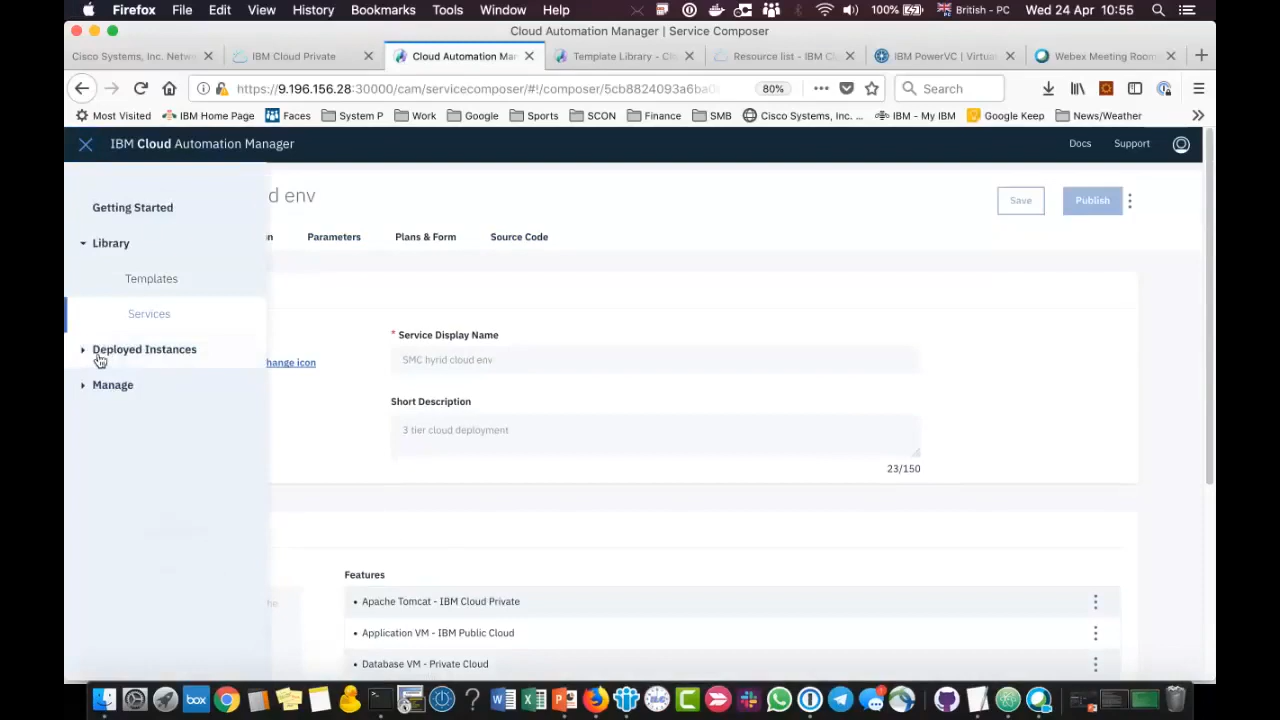 Firefox File Edit View History Bookmarks Tools Window Help 100% British - PC Wed 24 Apr 10:55
Cloud Automation Manager | Service Composer
Cisco Systems, Inc. Netw IBM Cloud Private Cloud Automation Man Template Library - C Resource list - IBM C IBM PowerVC | Virtua Webex Meeting Room
https://9.196.156.28:30000/cam/servicecomposer/#!/composer/5cb8824093a6ba0 80% Search
Most Visited IBM Home Page Faces System P Work Google Sports SCON Finance SMB Cisco Systems, Inc. ... IBM - My IBM Google Keep News/Weather
IBM Cloud Automation Manager Docs Support
Getting Started
d env
Save Publish
n Parameters Plans & Form Source Code
Library
Templates
Services
Deployed Instances
Manage
* Service Display Name
SMC hyrid cloud env
hange icon
Short Description
3 tier cloud deployment
23/150
Features
he
• Apache Tomcat - IBM Cloud Private
• Application VM - IBM Public Cloud
• Database VM - Private Cloud
box